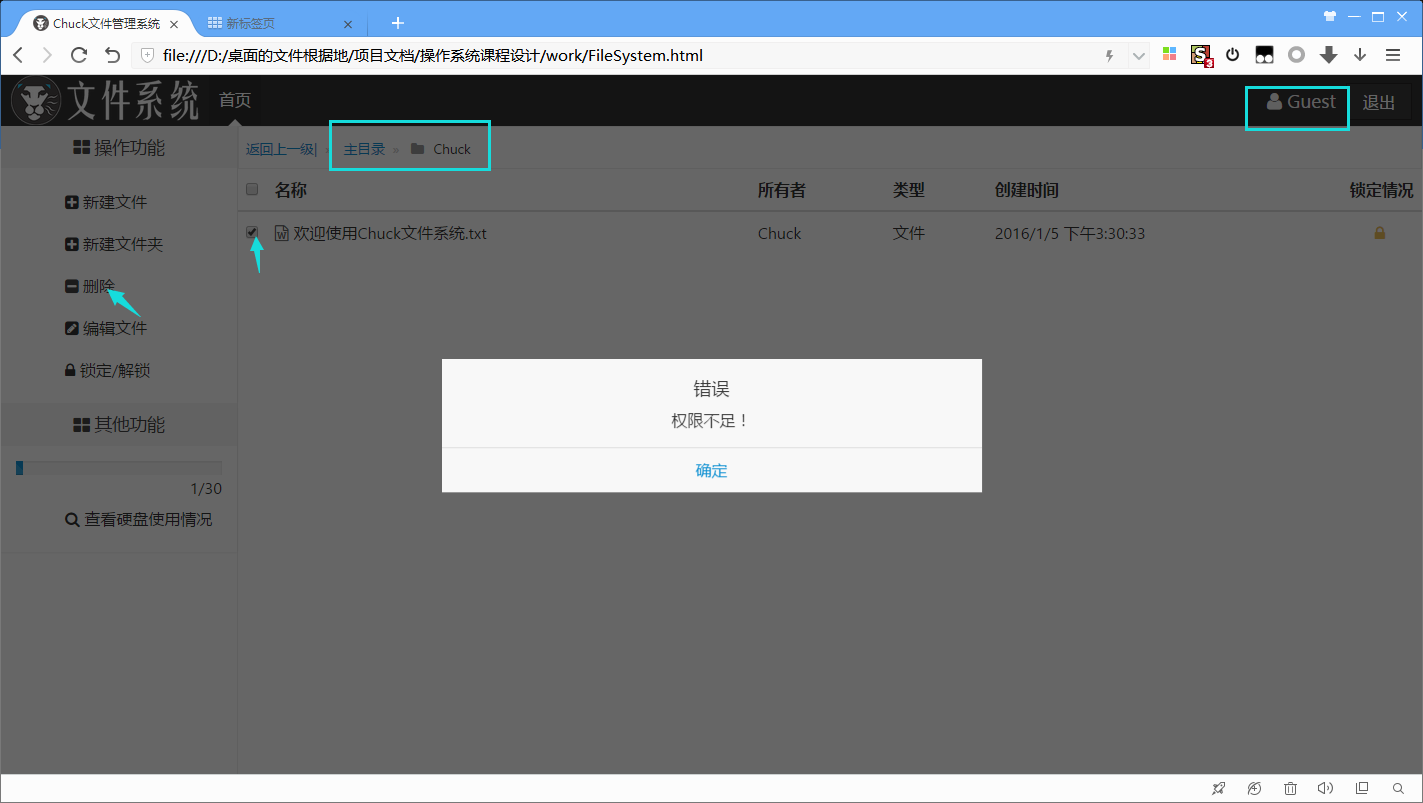 Chuck文件管理系统
新标签页
file:///D:/桌面的文件根据地/项目文档/操作系统课程设计/work/FileSystem.html
S 3
文件系统 首页 Guest 退出
操作功能
返回上一级| » 主目录 » Chuck
名称 所有者 类型 创建时间 锁定情况
新建文件
W 欢迎使用Chuck文件系统.txt Chuck 文件 2016/1/5 下午3:30:33
新建文件夹
删除
编辑文件
锁定/解锁
错误
权限不足！
确定
其他功能
1/30
查看硬盘使用情况